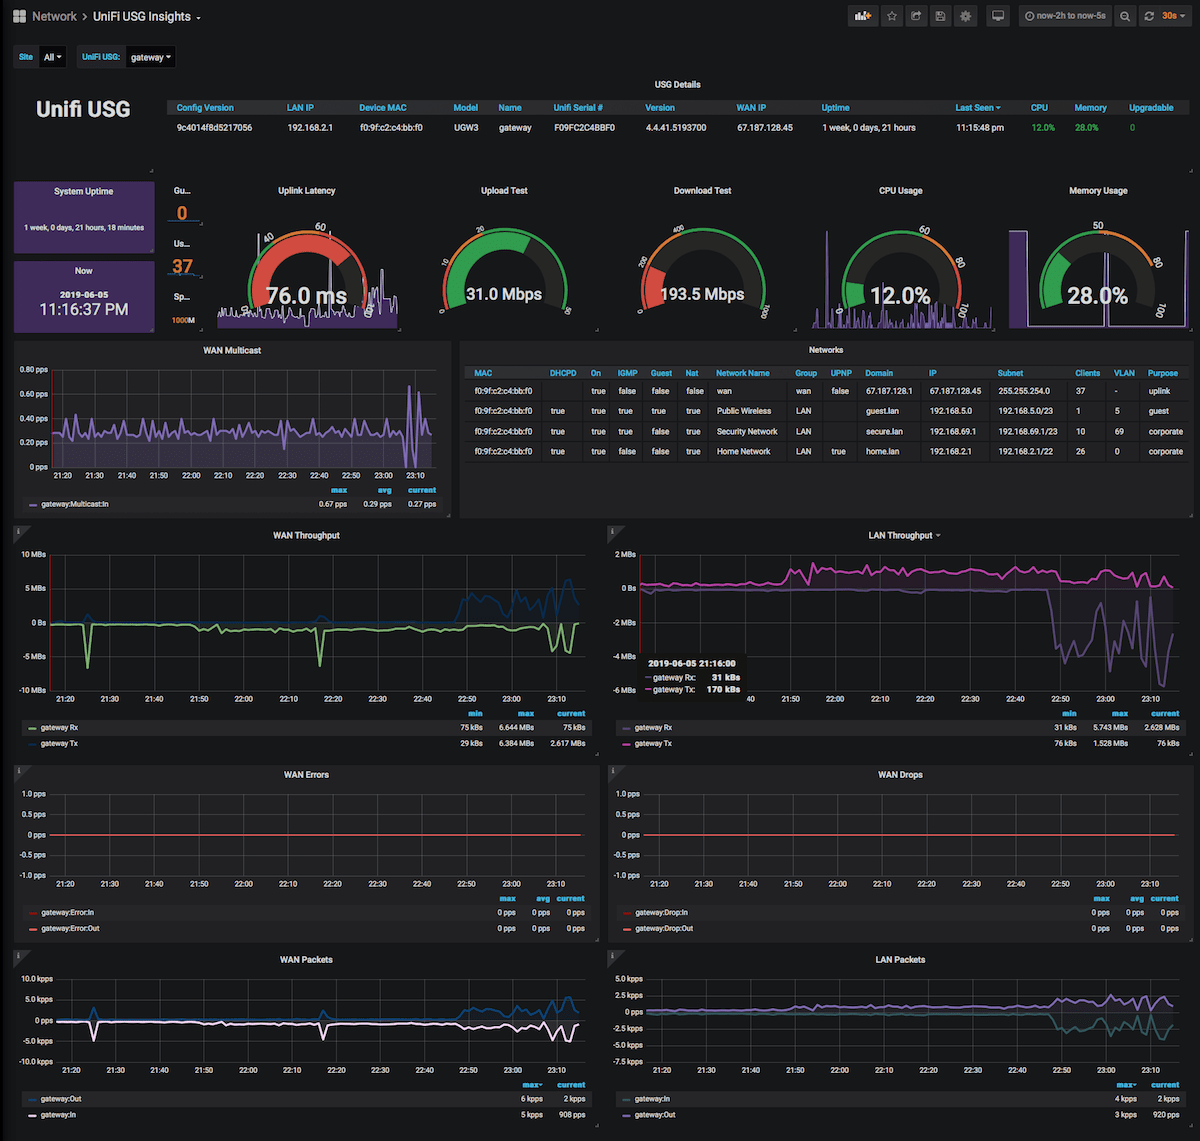 Network > UniFi USG Insights
now-2h to now-5s
30s
Site All
UniFi USG: gateway
Unifi USG
USG Details
Config Version LAN IP Device MAC Model Name Unifi Serial # Version WAN IP Uptime Last Seen CPU Memory Upgradable
9c4014f8d5217056 192.168.2.1 f0:9f:c2:c4:bb:f0 UGW3 gateway F09FC2C4BBF0 4.4.41.5193700 67.187.128.45 1 week, 0 days, 21 hours 11:15:48 pm 12.0% 28.0% 0
System Uptime
1 week, 0 days, 21 hours, 18 minutes
Now
2019-06-05
11:16:37 PM
Gu...
0
Us...
37
Sp...
1000M
Uplink Latency
0 40 60 100
76.0 ms
Upload Test
0 10 20 50
31.0 Mbps
Download Test
0 200 400 1000
193.5 Mbps
CPU Usage
0 60 80 100
12.0%
Memory Usage
50 80 100
28.0%
WAN Multicast
0.80 pps
0.60 pps
0.40 pps
0.20 pps
0 pps
21:20 21:30 21:40 21:50 22:00 22:10 22:20 22:30 22:40 22:50 23:00 23:10
max avg current
gateway:Multicast:In 0.67 pps 0.29 pps 0.27 pps
Networks
MAC DHCPD On IGMP Guest Nat Network Name Group UPNP Domain IP Subnet Clients VLAN Purpose
f0:9f:c2:c4:bb:f0 true false false false wan wan false 67.187.128.1 67.187.128.45 255.255.254.0 37 - uplink
f0:9f:c2:c4:bb:f0 true true true true true Public Wireless LAN guest.lan 192.168.5.0 192.168.5.0/23 1 5 guest
f0:9f:c2:c4:bb:f0 true true true false true Security Network LAN secure.lan 192.168.69.1 192.168.69.1/23 10 69 corporate
f0:9f:c2:c4:bb:f0 true true false false true Home Network LAN true home.lan 192.168.2.1 192.168.2.1/22 26 0 corporate
WAN Throughput
10 MBs
5 MBs
0 Bs
-5 MBs
-10 MBs
21:20 21:30 21:40 21:50 22:00 22:10 22:20 22:30 22:40 22:50 23:00 23:10
min max current
gateway Rx 75 kBs 6.644 MBs 75 kBs
gateway Tx 29 kBs 6.384 MBs 2.617 MBs
LAN Throughput
2 MBs
0 Bs
-2 MBs
-4 MBs
-6 MBs
2019-06-05 21:16:00
gateway Rx: 31 kBs
gateway Tx: 170 kBs
40 21:50 22:00 22:10 22:20 22:30 22:40 22:50 23:00 23:10
min max current
gateway Rx 31 kBs 5.743 MBs 2.628 MBs
gateway Tx 76 kBs 1.528 MBs 76 kBs
WAN Errors
1.0 pps
0.5 pps
0 pps
-0.5 pps
-1.0 pps
21:20 21:30 21:40 21:50 22:00 22:10 22:20 22:30 22:40 22:50 23:00 23:10
max avg current
gateway:Error:In 0 pps 0 pps 0 pps
gateway:Error:Out 0 pps 0 pps 0 pps
WAN Drops
1.0 pps
0.5 pps
0 pps
-0.5 pps
-1.0 pps
21:20 21:30 21:40 21:50 22:00 22:10 22:20 22:30 22:40 22:50 23:00 23:10
max avg current
gateway:Drop:In 0 pps 0 pps 0 pps
gateway:Drop:Out 0 pps 0 pps 0 pps
WAN Packets
10.0 kpps
5.0 kpps
0 pps
-5.0 kpps
-10.0 kpps
21:20 21:30 21:40 21:50 22:00 22:10 22:20 22:30 22:40 22:50 23:00 23:10
max current
gateway:Out 6 kpps 2 kpps
gateway:In 5 kpps 908 pps
LAN Packets
5.0 kpps
2.5 kpps
0 pps
-2.5 kpps
-5.0 kpps
-7.5 kpps
21:20 21:30 21:40 21:50 22:00 22:10 22:20 22:30 22:40 22:50 23:00 23:10
max current
gateway:In 4 kpps 2 kpps
gateway:Out 3 kpps 920 pps